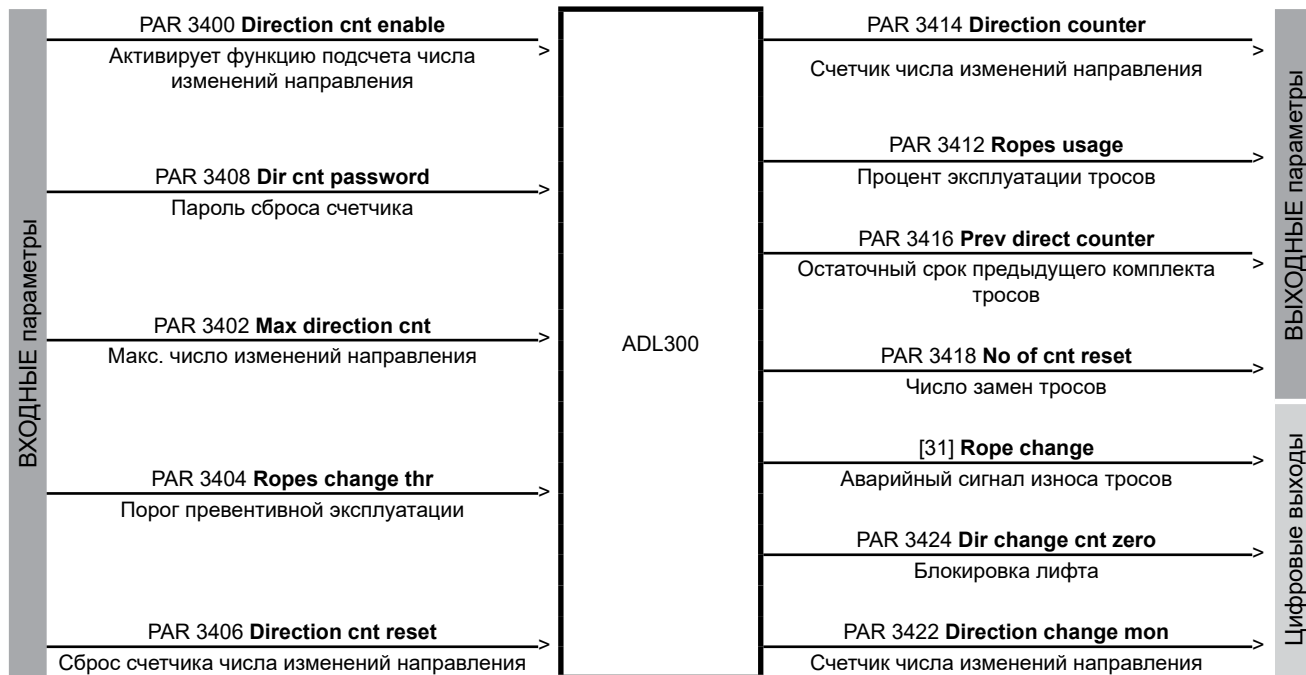 ВХОДНЫЕ параметры
PAR 3400 Direction cnt enable
>
Активирует функцию подсчета числа
изменений направления
PAR 3408 Dir cnt password
>
Пароль сброса счетчика
PAR 3402 Max direction cnt
>
Макс. число изменений направления
PAR 3404 Ropes change thr
>
Порог превентивной эксплуатации
PAR 3406 Direction cnt reset
>
Сброс счетчика числа изменений направления
ADL300
PAR 3414 Direction counter
>
Счетчик числа изменений направления
PAR 3412 Ropes usage
>
Процент эксплуатации тросов
PAR 3416 Prev direct counter
>
Остаточный срок предыдущего комплекта
тросов
PAR 3418 No of cnt reset
>
Число замен тросов
[31] Rope change
>
Аварийный сигнал износа тросов
PAR 3424 Dir change cnt zero
>
Блокировка лифта
PAR 3422 Direction change mon
>
Счетчик числа изменений направления
ВЫХОДНЫЕ параметры
Цифровые выходы